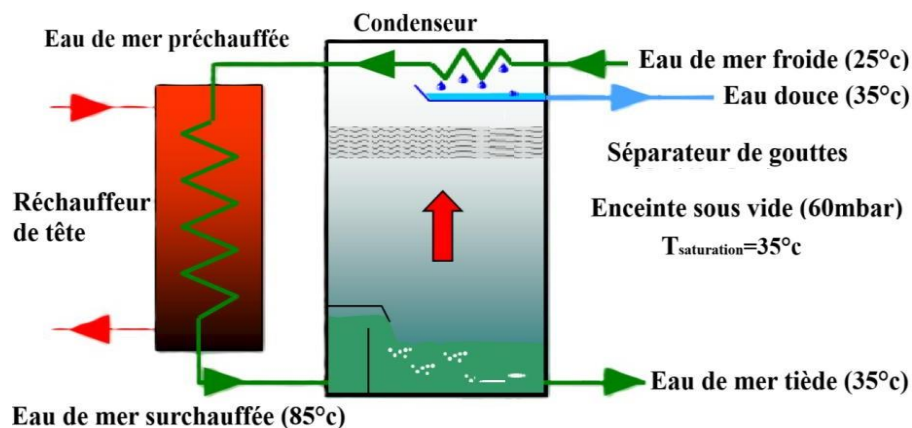 Condenseur
Eau de mer préchauffée
Eau de mer froide (25°c)
Eau douce (35°c)
Séparateur de gouttes
Réchauffeur
de tête
Enceinte sous vide (60mbar)
Tsaturation=35°c
Eau de mer tiède (35°c)
Eau de mer surchauffée (85°c)